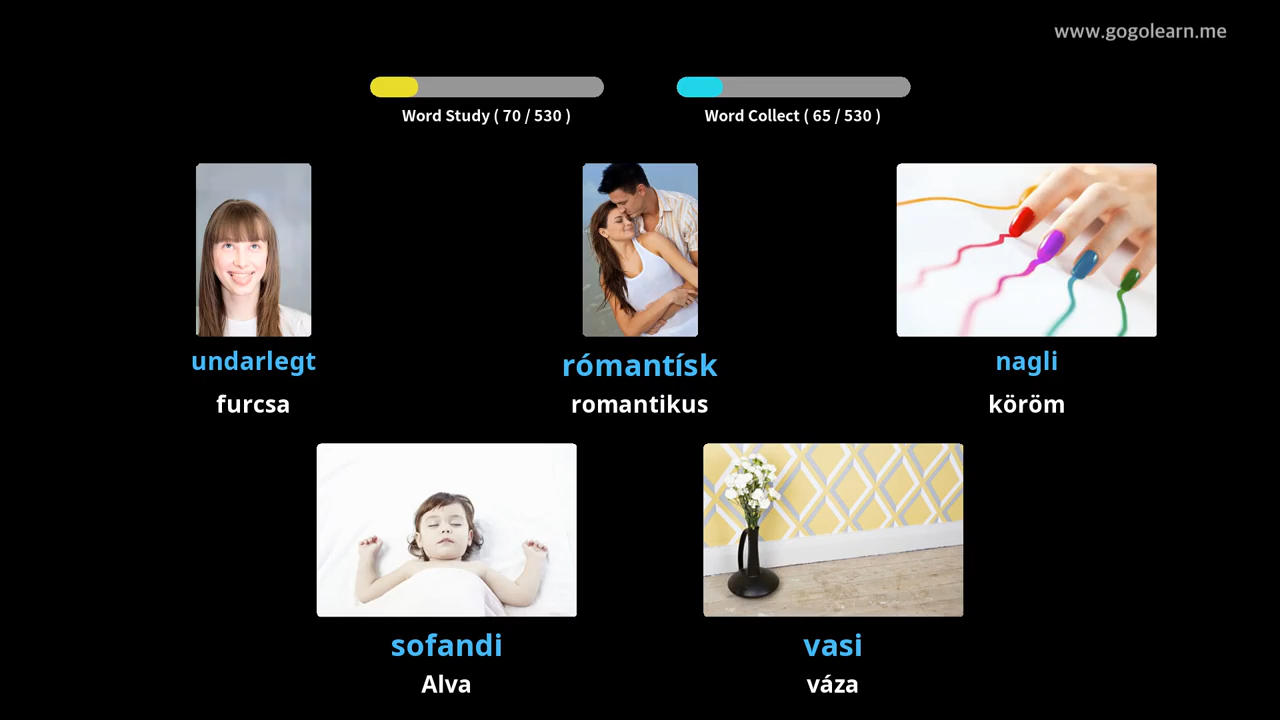 www.gogolearn.me
Word Study ( 70 / 530 )
Word Collect ( 65 / 530 )
undarlegt
furcsa
rómantísk
romantikus
nagli
köröm
sofandi
Alva
vasi
váza